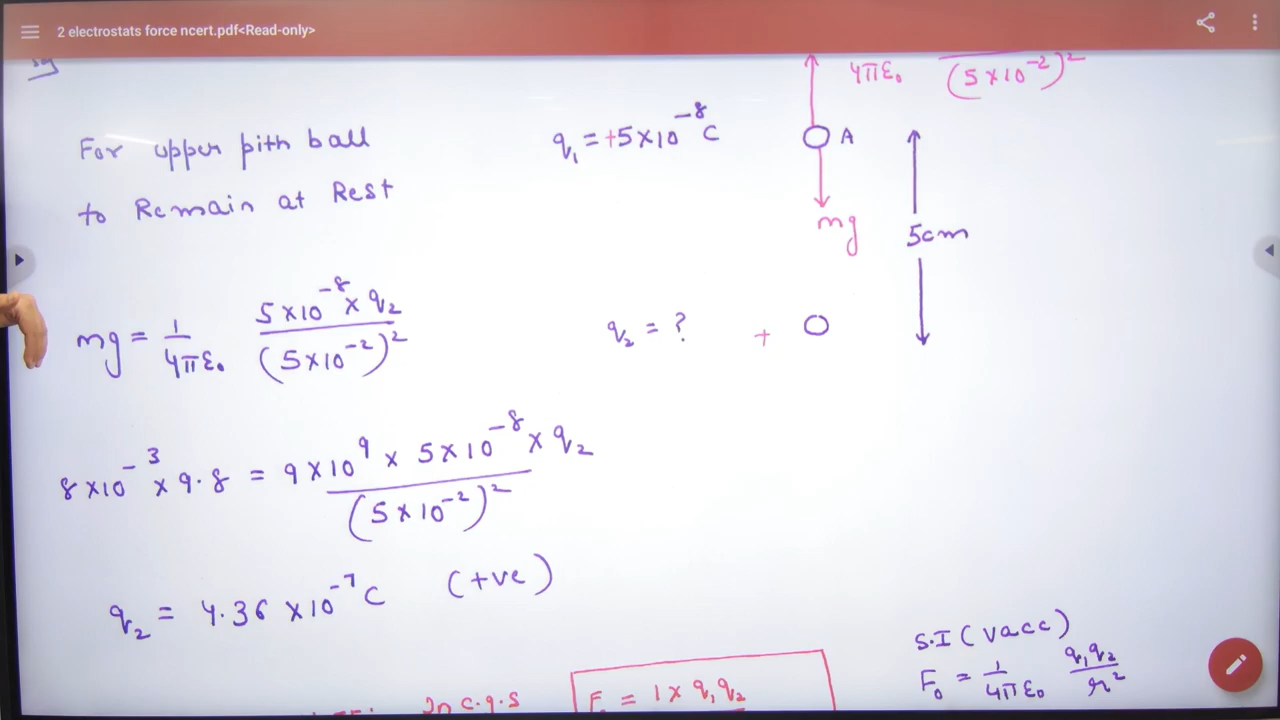 2 electrostats force ncert.pdf<Read-only>
4πε₀ (5×10⁻²)²
For upper pith ball
to Remain at Rest
q₁ = +5×10⁻⁸ C
A
mg
5cm
mg = 1/4πε₀ 5×10⁻⁸ × q₂/(5×10⁻²)²
q₂ = ?
+
8×10⁻³ × 9.8 = 9×10⁹ × 5×10⁻⁸ × q₂/(5×10⁻²)²
q₂ = 4.36 ×10⁻⁷ C (+ve)
S.I (vacc)
F₀ = 1/4πε₀ q₁q₂/r²
In c.g.s
= 1 × q₁ q₂